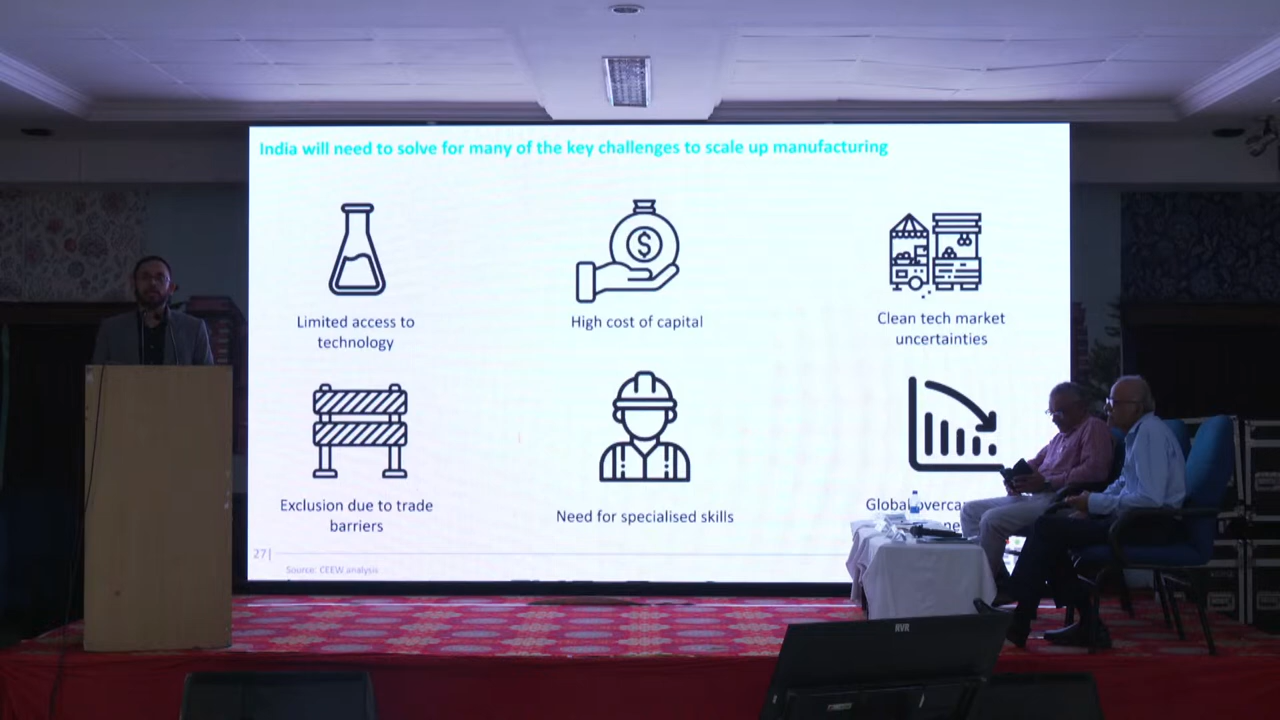 India will need to solve for many of the key challenges to scale up manufacturing
Limited access to
technology
High cost of capital
Clean tech market
uncertainties
Exclusion due to trade
barriers
Need for specialised skills
Global
27|
Source: CEEW analysis
RVR